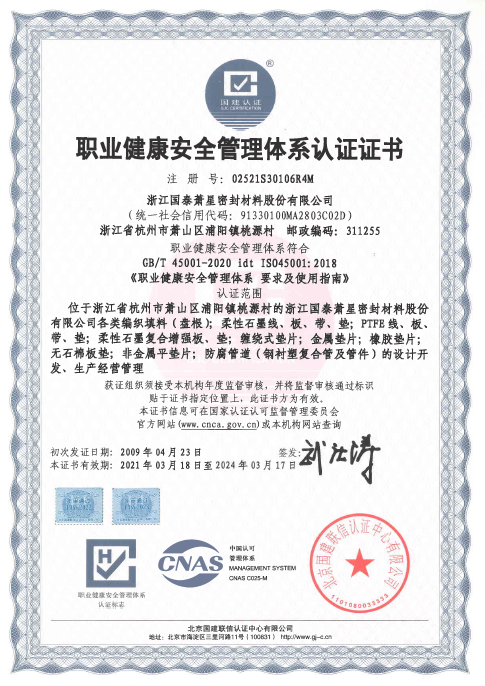 ®
国建认证
GJC CERTIFICATION
职业健康安全管理体系认证证书
注 册 号：02521S30106R4M
浙江国泰萧星密封材料股份有限公司
（统一社会信用代码：91330100MA2803C02D）
浙江省杭州市萧山区浦阳镇桃源村 邮政编码：311255
职业健康安全管理体系符合
GB/T 45001-2020 idt ISO45001:2018
《职业健康安全管理体系 要求及使用指南》
认证范围
位于浙江省杭州市萧山区浦阳镇桃源村的浙江国泰萧星密封材料股份
有限公司各类编织填料（盘根）；柔性石墨线、板、带、垫；PTFE 线、板、
带、垫；柔性石墨复合增强板、垫；缠绕式垫片；金属垫片；橡胶垫片；
无石棉板垫；非金属平垫片；防腐管道（钢衬塑复合管及管件）的设计开
发、生产经营管理
获证组织须接受本机构年度监督审核，并将监督审核通过标识
贴于证书指定位置上，此证书方为有效。
本证书信息可在国家认证认可监督管理委员会
官方网站(www.cnca.gov.cn)或本机构网站查询
初次发证日期：2009 年 04 月 23 日
签发：
本证书有效期：2021 年 03 月 18 日至 2024 年 03 月 17 日
H
职业健康安全管理体系
认证标志
CNAS
中国认可
管理体系
MANAGEMENT SYSTEM
CNAS C025-M
北京国建联信认证中心有限公司
1101080033333
北京国建联信认证中心有限公司
地址：北京市海淀区三里河路11号（100831） http://www.gj-c.cn